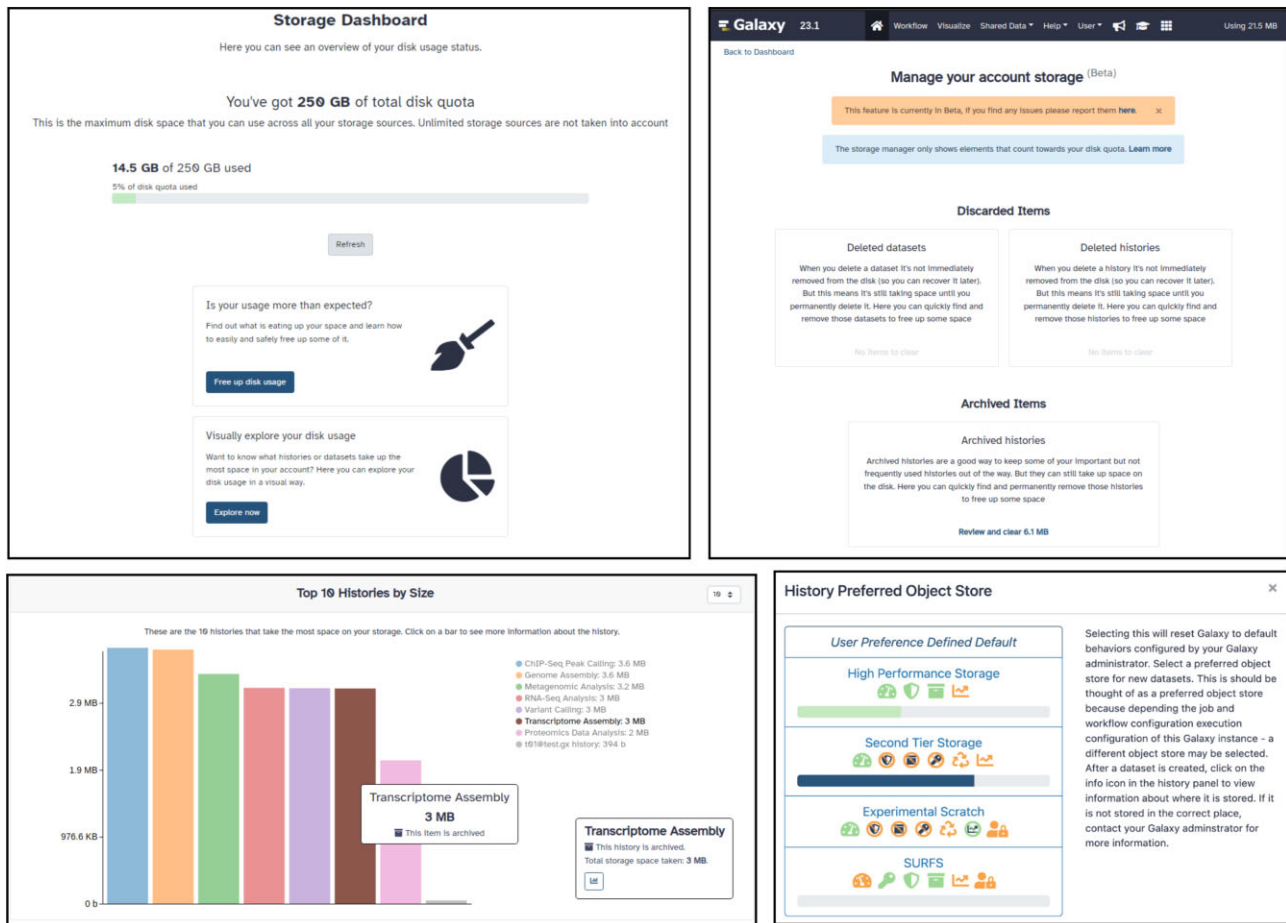 Storage Dashboard
Here you can see an overview of your disk usage status.
You've got 250 GB of total disk quota
This is the maximum disk space that you can use across all your storage sources. Unlimited storage sources are not taken into account
14.5 GB of 250 GB used
5% of disk quota used
Refresh
Is your usage more than expected?
Find out what is eating up your space and learn how
to easily and safely free up some of it.
Free up disk usage
Visually explore your disk usage
Want to know what histories or datasets take up the
most space in your account? Here you can explore your
disk usage in a visual way.
Explore now
Galaxy 23.1 Workflow Visualize Shared Data Help User Using 21.5 MB
Back to Dashboard
Manage your account storage (Beta)
This feature is currently in Beta, if you find any issues please report them here. ×
The storage manager only shows elements that count towards your disk quota. Learn more
Discarded Items
Deleted datasets
When you delete a dataset it's not immediately
removed from the disk (so you can recover it later).
But this means it's still taking space until you
permanently delete it. Here you can quickly find and
remove those datasets to free up some space
No items to clear
Deleted histories
When you delete a history it's not immediately
removed from the disk (so you can recover it later).
But this means it's still taking space until you
permanently delete it. Here you can quickly find and
remove those histories to free up some space
No items to clear
Archived Items
Archived histories
Archived histories are a good way to keep some of your important but not
frequently used histories out of the way. But they can still take up space on
the disk. Here you can quickly find and permanently remove those histories
to free up some space
Review and clear 6.1 MB
Top 10 Histories by Size
10
These are the 10 histories that take the most space on your storage. Click on a bar to see more information about the history.
2.9 MB
1.9 MB
976.6 KB
0 b
ChIP-Seq Peak Calling: 3.6 MB
Genome Assembly: 3.6 MB
Metagenomic Analysis: 3.2 MB
RNA-Seq Analysis: 3 MB
Variant Calling: 3 MB
Transcriptome Assembly: 3 MB
Proteomics Data Analysis: 2 MB
t01@test.gx history: 394 b
Transcriptome Assembly
3 MB
This item is archived
Transcriptome Assembly
This history is archived.
Total storage space taken: 3 MB.
History Preferred Object Store ×
User Preference Defined Default
High Performance Storage
Second Tier Storage
Experimental Scratch
SURFS
Selecting this will reset Galaxy to default
behaviors configured by your Galaxy
administrator. Select a preferred object
store for new datasets. This is should be
thought of as a preferred object store
because depending the job and
workflow configuration execution
configuration of this Galaxy instance - a
different object store may be selected.
After a dataset is created, click on the
info icon in the history panel to view
information about where it is stored. If it
is not stored in the correct place,
contact your Galaxy adminstrator for
more information.